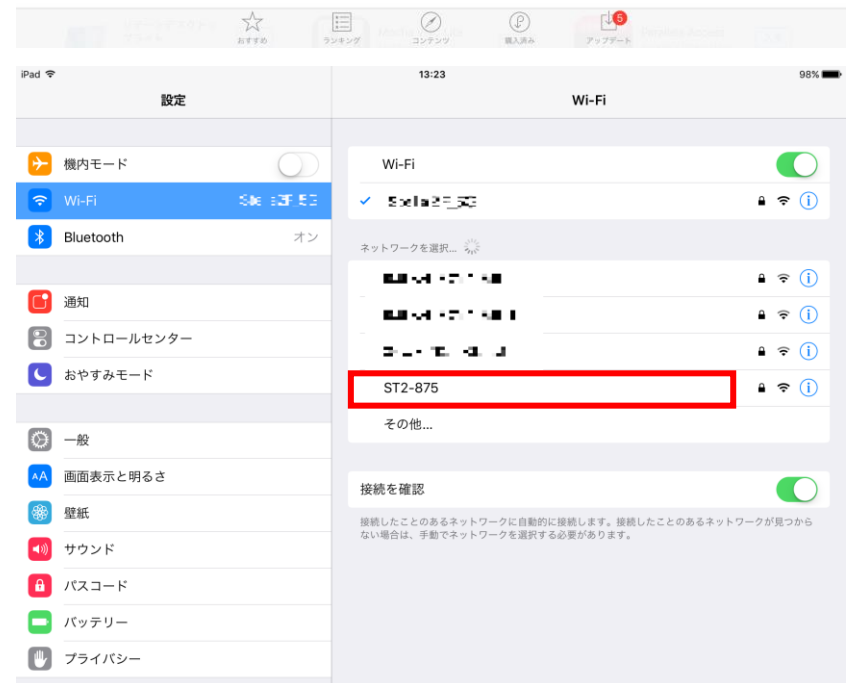 おすすめ
ランキング
コンテンツ
購入済み
アップデート
5
iPad
13:23
98%
設定
Wi-Fi
機内モード
Wi-Fi
Bluetooth
オン
通知
コントロールセンター
おやすみモード
一般
AA
画面表示と明るさ
壁紙
サウンド
パスコード
バッテリー
プライバシー
Wi-Fi
ネットワークを選択...
ST2-875
その他...
接続を確認
接続したことのあるネットワークに自動的に接続します。接続したことのあるネットワークが見つから
ない場合は、手動でネットワークを選択する必要があります。